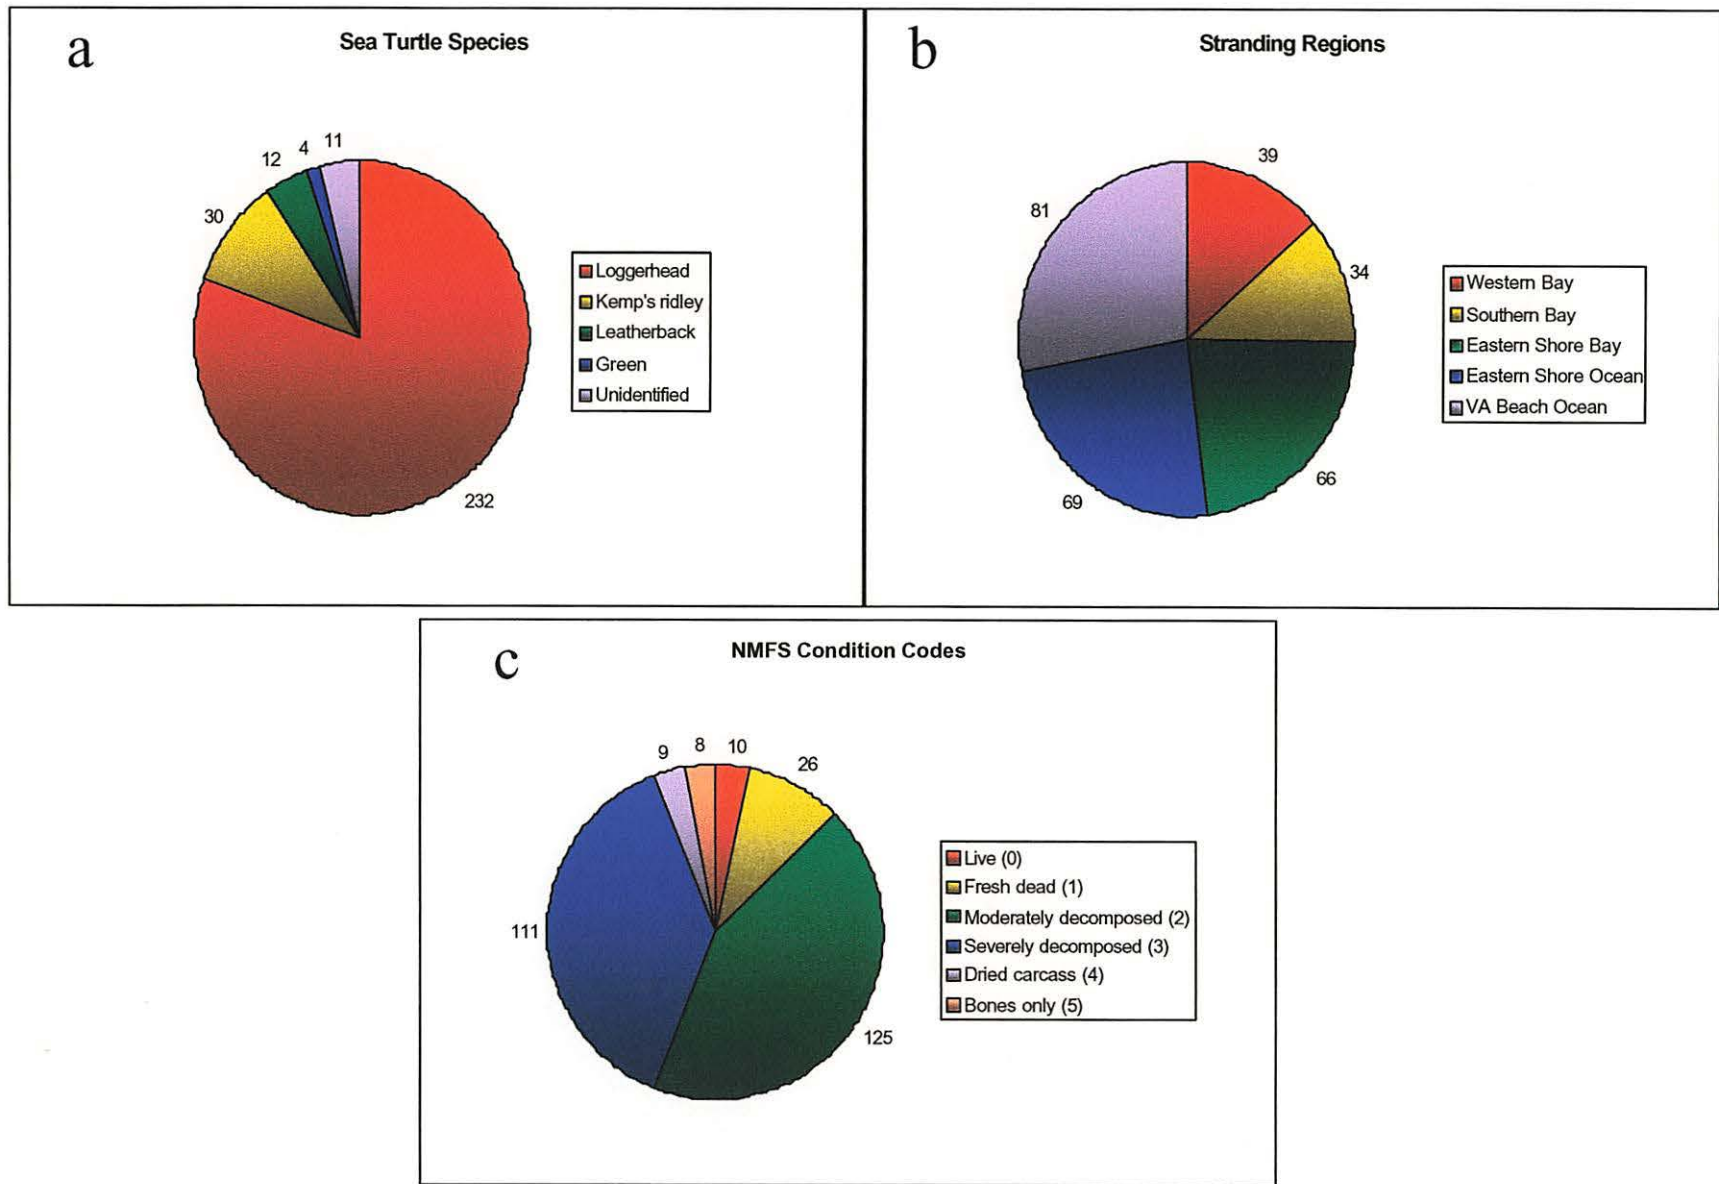 a
Sea Turtle Species
11
4
12
30
232
Loggerhead
Kemp's ridley
Leatherback
Green
Unidentified
b
Stranding Regions
39
81
34
69
66
Western Bay
Southern Bay
Eastern Shore Bay
Eastern Shore Ocean
VA Beach Ocean
c
NMFS Condition Codes
9
8
10
26
111
125
Live (0)
Fresh dead (1)
Moderately decomposed (2)
Severely decomposed (3)
Dried carcass (4)
Bones only (5)